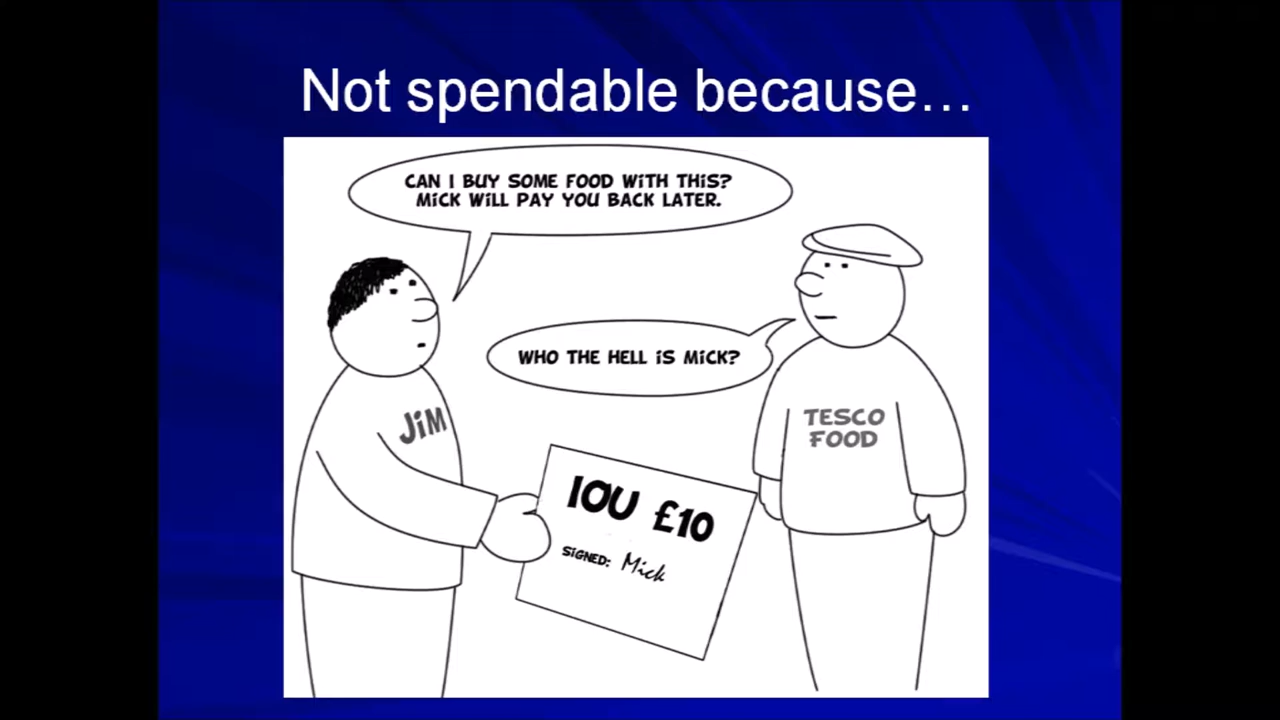 Not spendable because...
CAN I BUY SOME FOOD WiTH THiS?
MiCK WiLL PAY YOU BACK LATER.
WHO THE HELL iS MiCK?
JiM
TESCO
FOOD
IOU £10
SiGNED: Mick